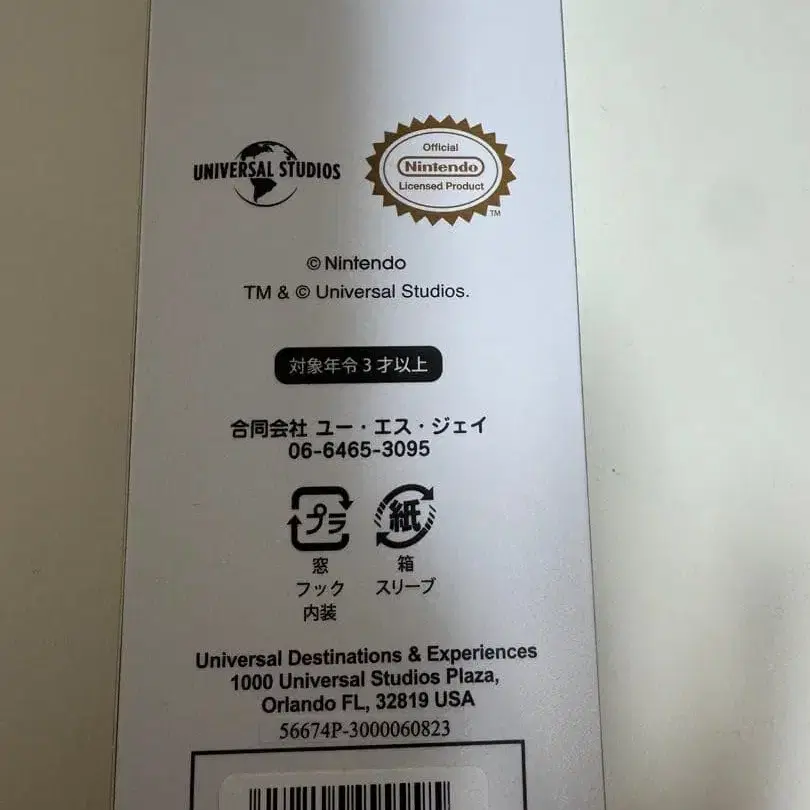 UNIVERSAL STUDIOS
Official
Nintendo
Licensed Product
TM
© Nintendo
TM & © Universal Studios.
対象年令3才以上
合同会社 ユー・エス・ジェイ
06-6465-3095
プラ
紙
窓
フック
内装
箱
スリーブ
Universal Destinations & Experiences
1000 Universal Studios Plaza,
Orlando FL, 32819 USA
56674P-3000060823